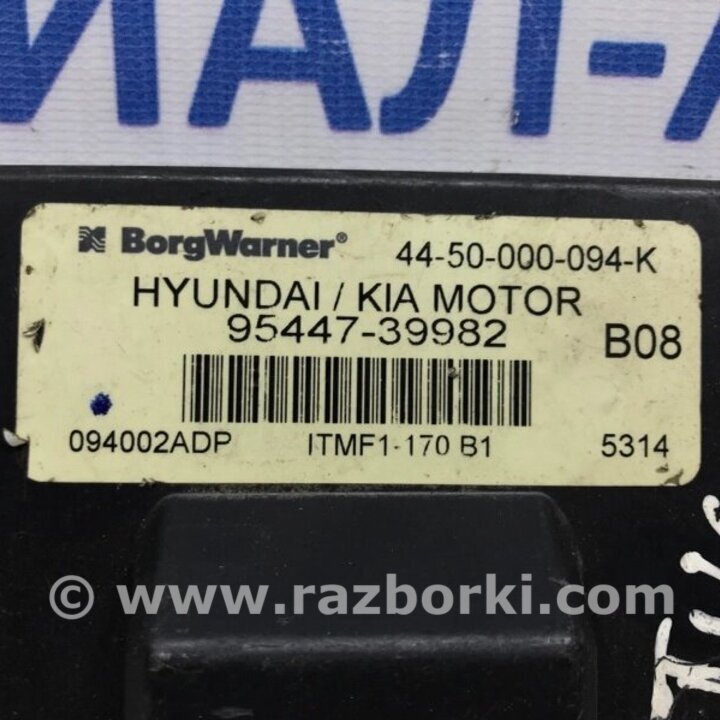 ИАЛ-А
BorgWarner® 44-50-000-094-K
HYUNDAI / KIA MOTOR
95447-39982
B08
094002ADP ITMF1-170 B1 5314
© www.razborki.com